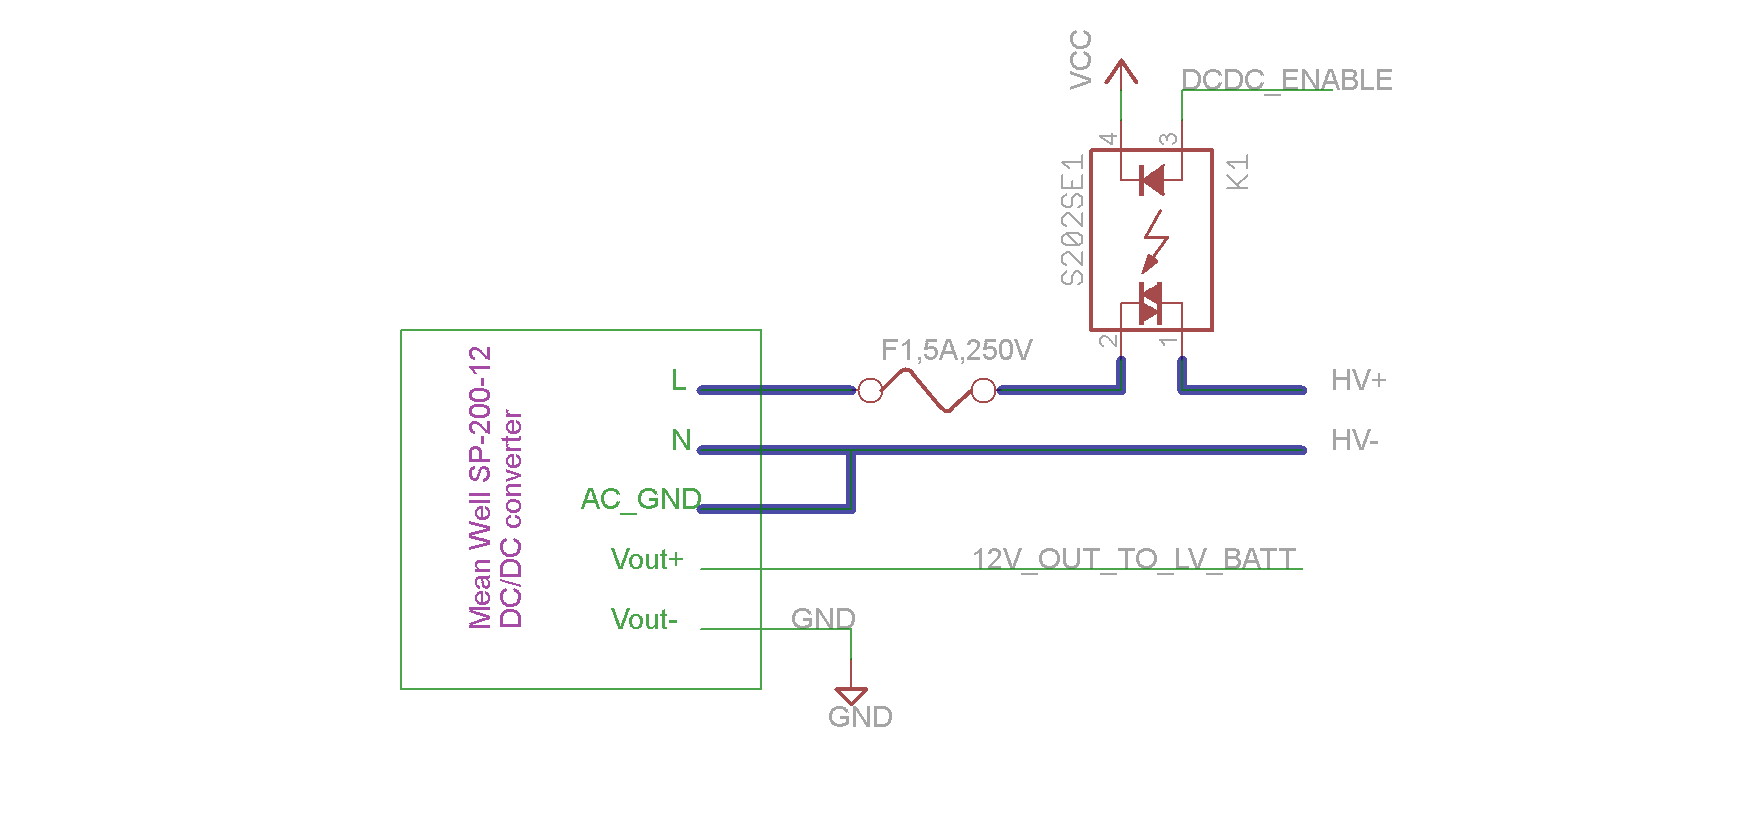 VCC
DCDC_ENABLE
4
3
S202SE1
K1
2
1
F1,5A,250V
Mean Well SP-200-12
DC/DC converter
L
HV+
N
HV-
AC_GND
Vout+
12V_OUT_TO_LV_BATT
Vout-
GND
GND